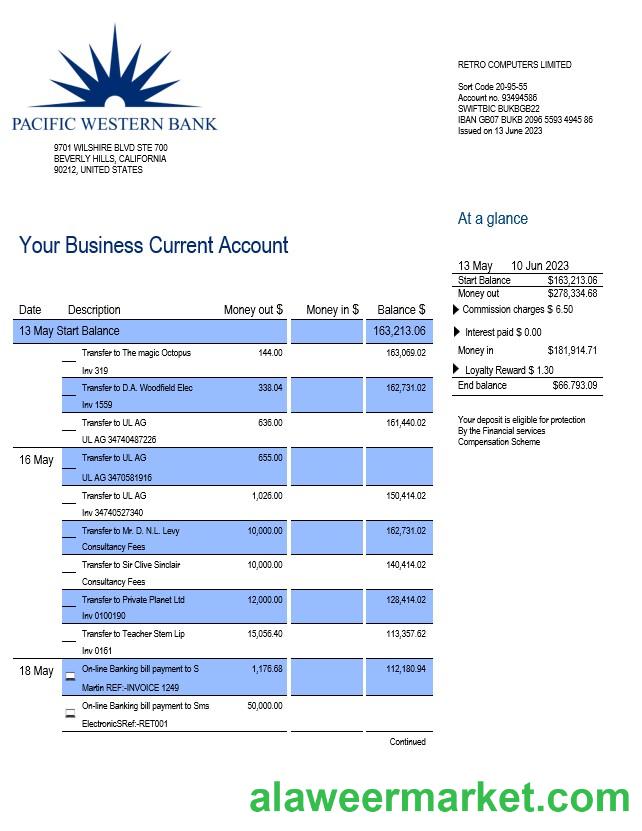 PACIFIC WESTERN BANK
9701 WILSHIRE BLVD STE 700
BEVERLY HILLS, CALIFORNIA
90212, UNITED STATES
RETRO COMPUTERS LIMITED
Sort Code 20-95-55
Account no. 93494586
SWIFTBIC BUKBGB22
IBAN GB07 BUKB 2096 5593 4945 86
Issued on 13 June 2023
At a glance
13 May 10 Jun 2023
Start Balance $163,213.06
Money out $278,334.68
Commission charges $ 6.50
Interest paid $ 0.00
Money in $181,914.71
Loyalty Reward $ 1.30
End balance $66.793.09
Your deposit is eligible for protection
By the Financial services
Compensation Scheme
Your Business Current Account
Date Description Money out $ Money in $ Balance $
13 May Start Balance 163,213.06
Transfer to The magic Octopus 144.00 163,069.02
Inv 319
Transfer to D.A. Woodfield Elec 338.04 162,731.02
Inv 1559
Transfer to UL AG 636.00 161,440.02
UL AG 34740487226
16 May Transfer to UL AG 655.00
UL AG 3470581916
Transfer to UL AG 1,026.00 150,414.02
Inv 34740527340
Transfer to Mr. D. N.L. Levy 10,000.00 162,731.02
Consultancy Fees
Transfer to Sir Clive Sinclair 10,000.00 140,414.02
Consultancy Fees
Transfer to Private Planet Ltd 12,000.00 128,414.02
Inv 0100190
Transfer to Teacher Stem Lip 15,056.40 113,357.62
Inv 0161
18 May On-line Banking bill payment to S 1,176.68 112,180.94
Martin REF:-INVOICE 1249
On-line Banking bill payment to Sms 50,000.00
ElectronicSRef:-RET001
Continued
alaweermarket.com